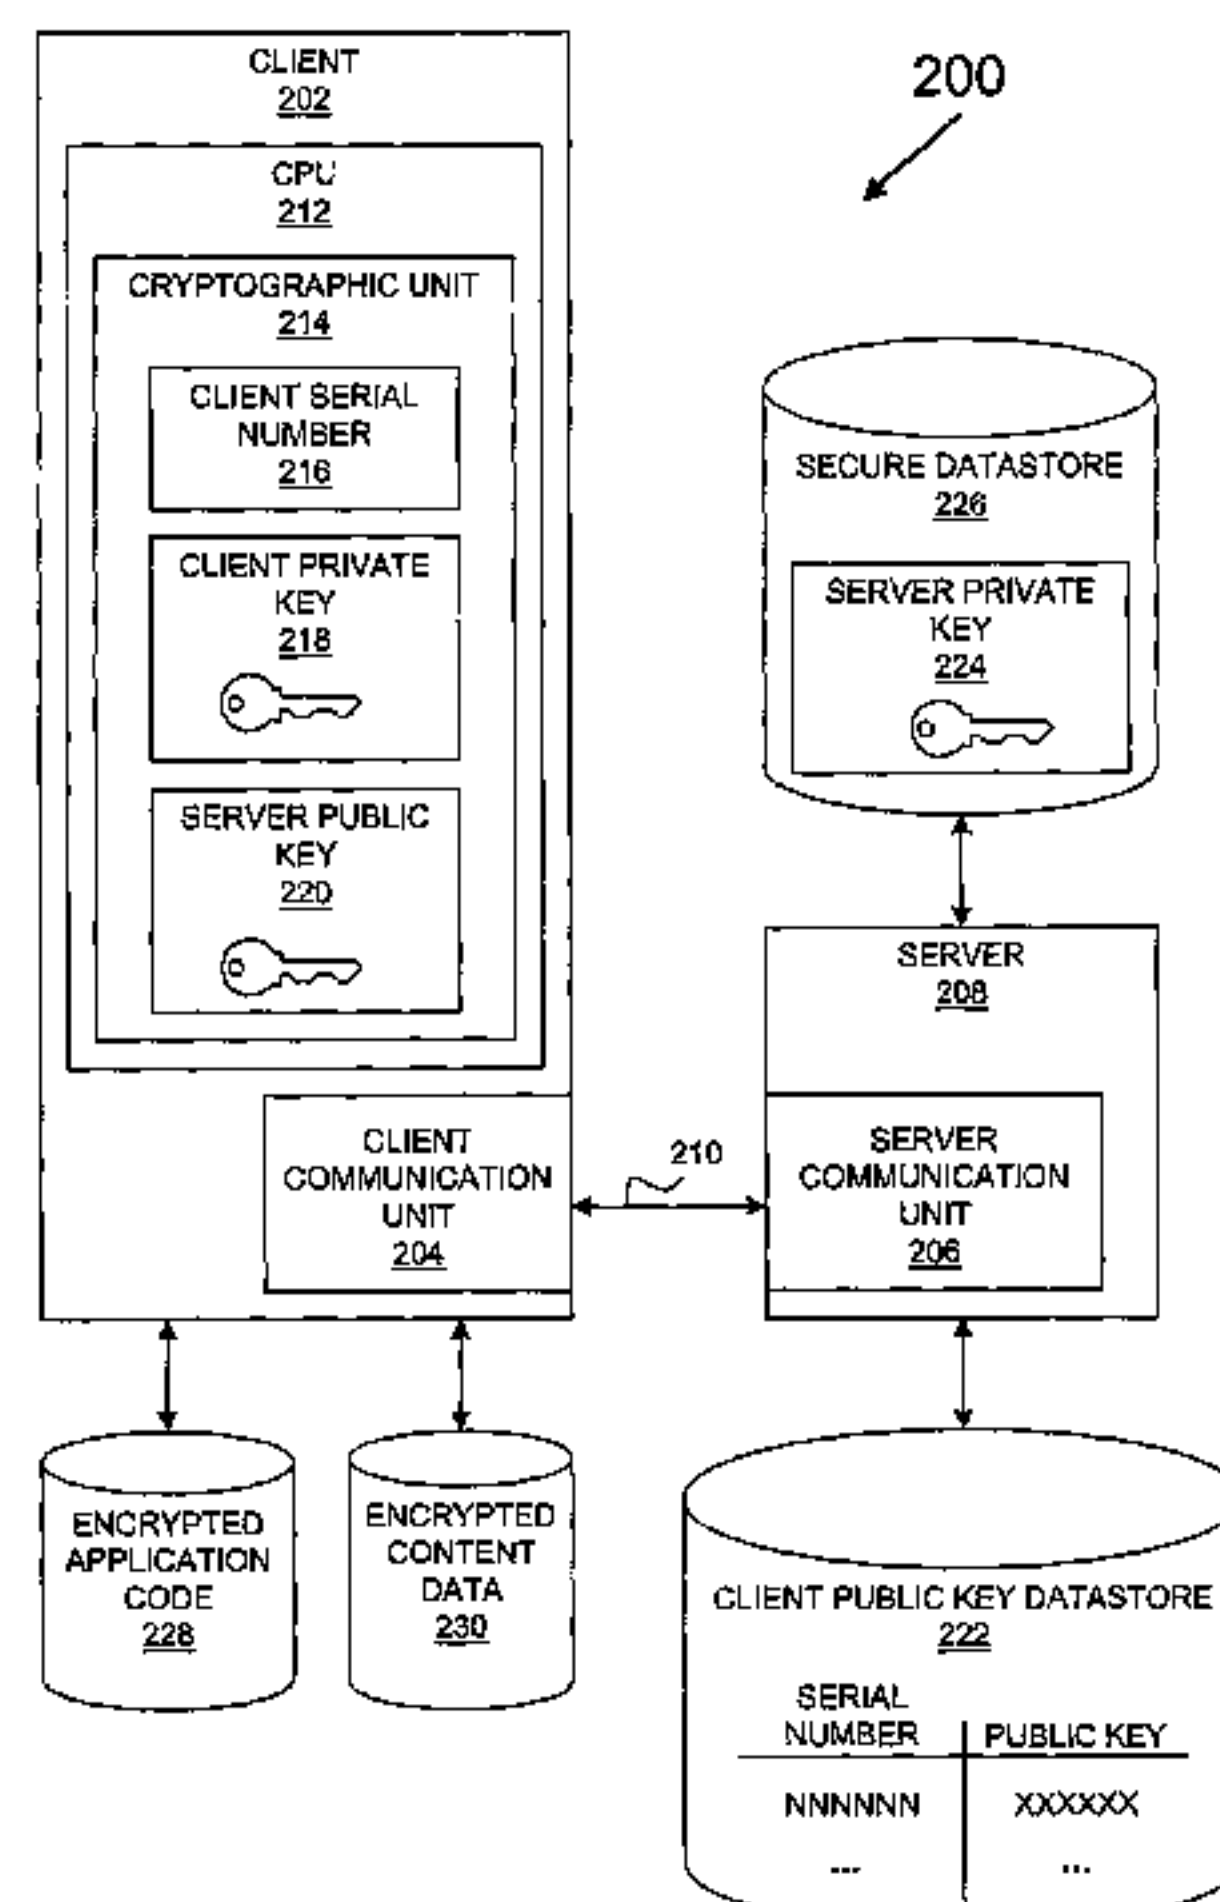 CLIENT
202
200
CPU
212
CRYPTOGRAPHIC UNIT
214
CLIENT SERIAL
NUMBER
216
CLIENT PRIVATE
KEY
218
SERVER PUBLIC
KEY
220
SECURE DATASTORE
226
SERVER PRIVATE
KEY
224
SERVER
208
CLIENT
COMMUNICATION
UNIT
204
210
SERVER
COMMUNICATION
UNIT
206
ENCRYPTED
APPLICATION
CODE
228
ENCRYPTED
CONTENT
DATA
230
CLIENT PUBLIC KEY DATASTORE
222
SERIAL
NUMBER
PUBLIC KEY
NNNNNN
XXXXXX
...
...